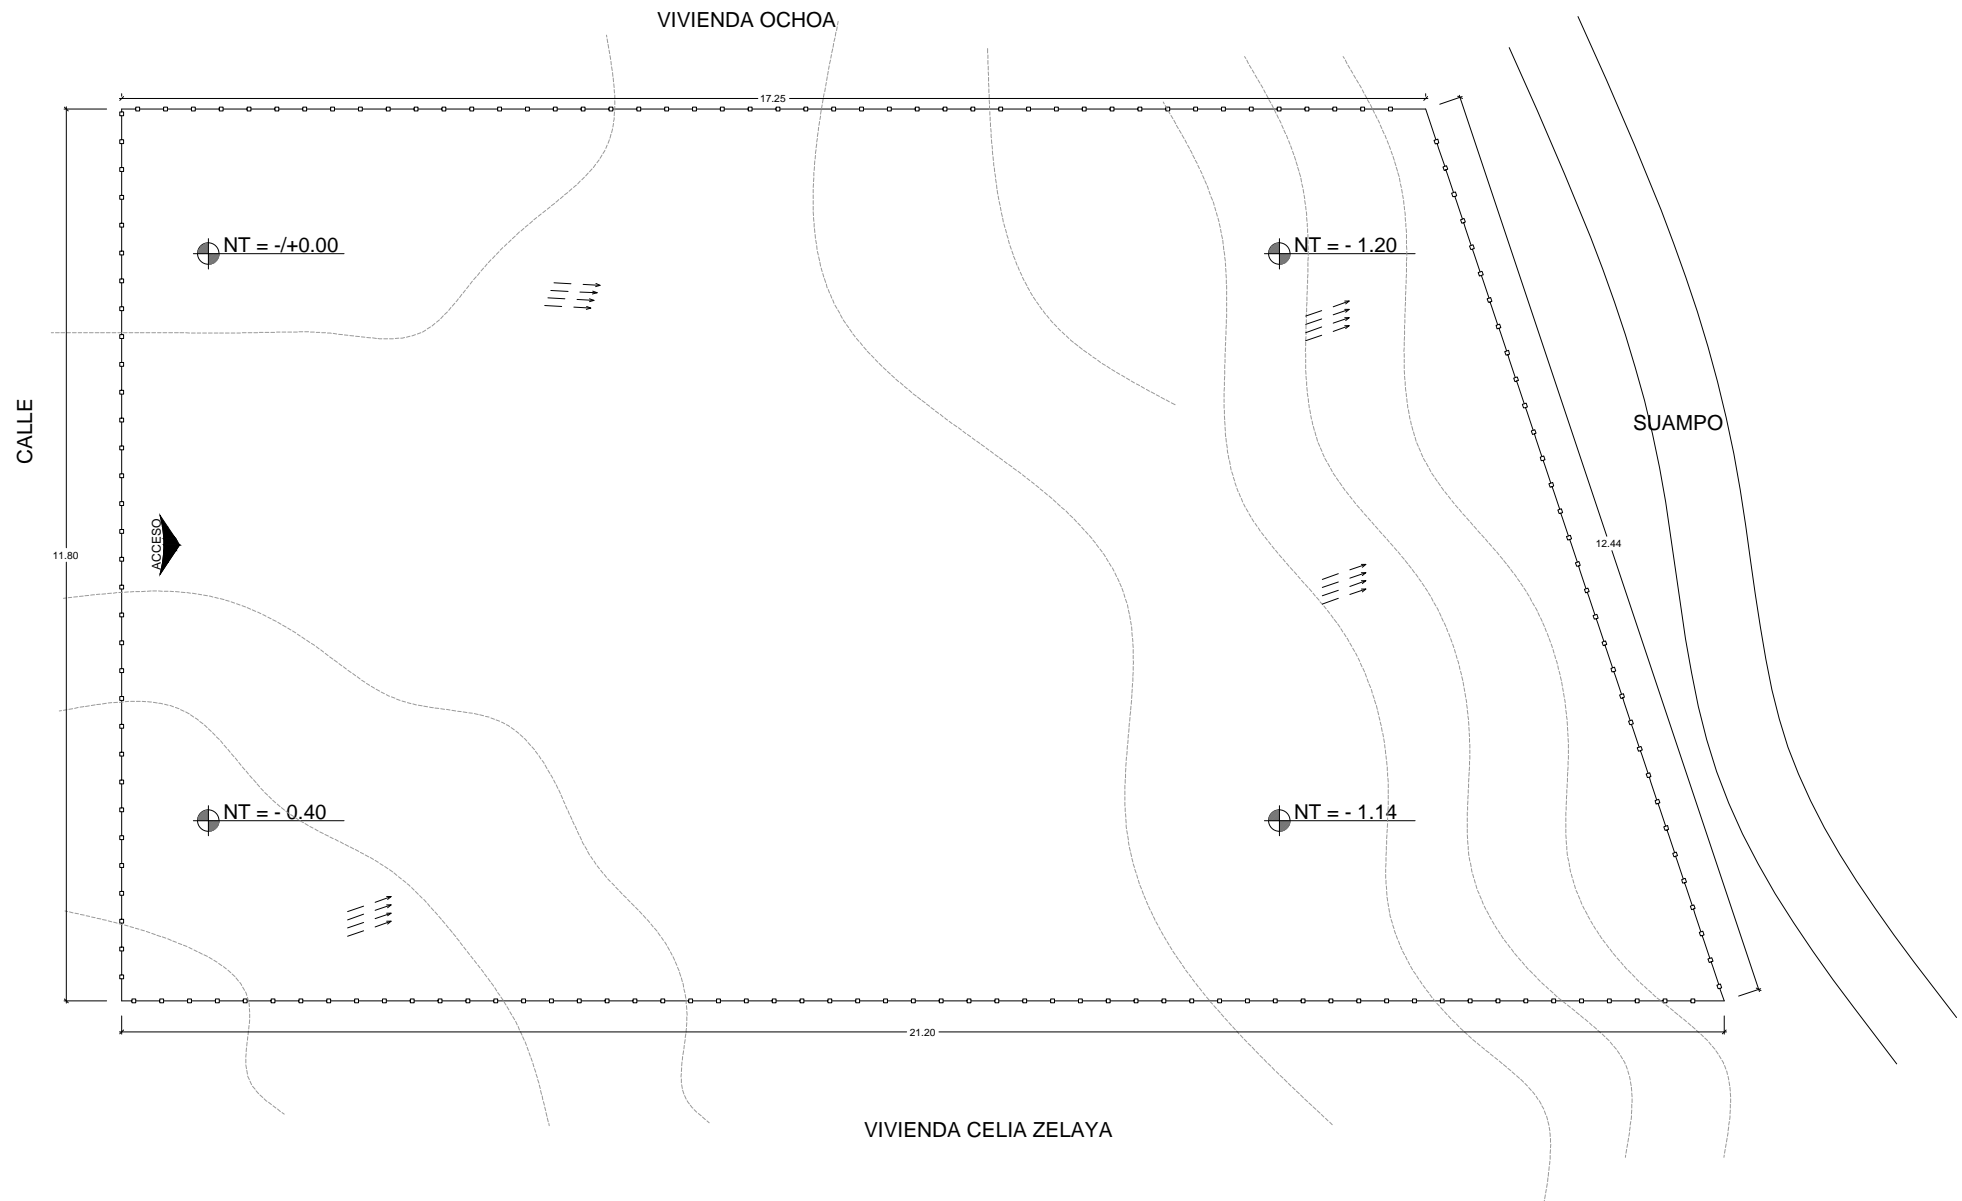 VIVIENDA OCHOA
17.25
NT = -/+0.00
NT = - 1.20
CALLE
SUAMPO
ACCESO
11.80
12.44
NT = - 0.40
NT = - 1.14
21.20
VIVIENDA CELIA ZELAYA